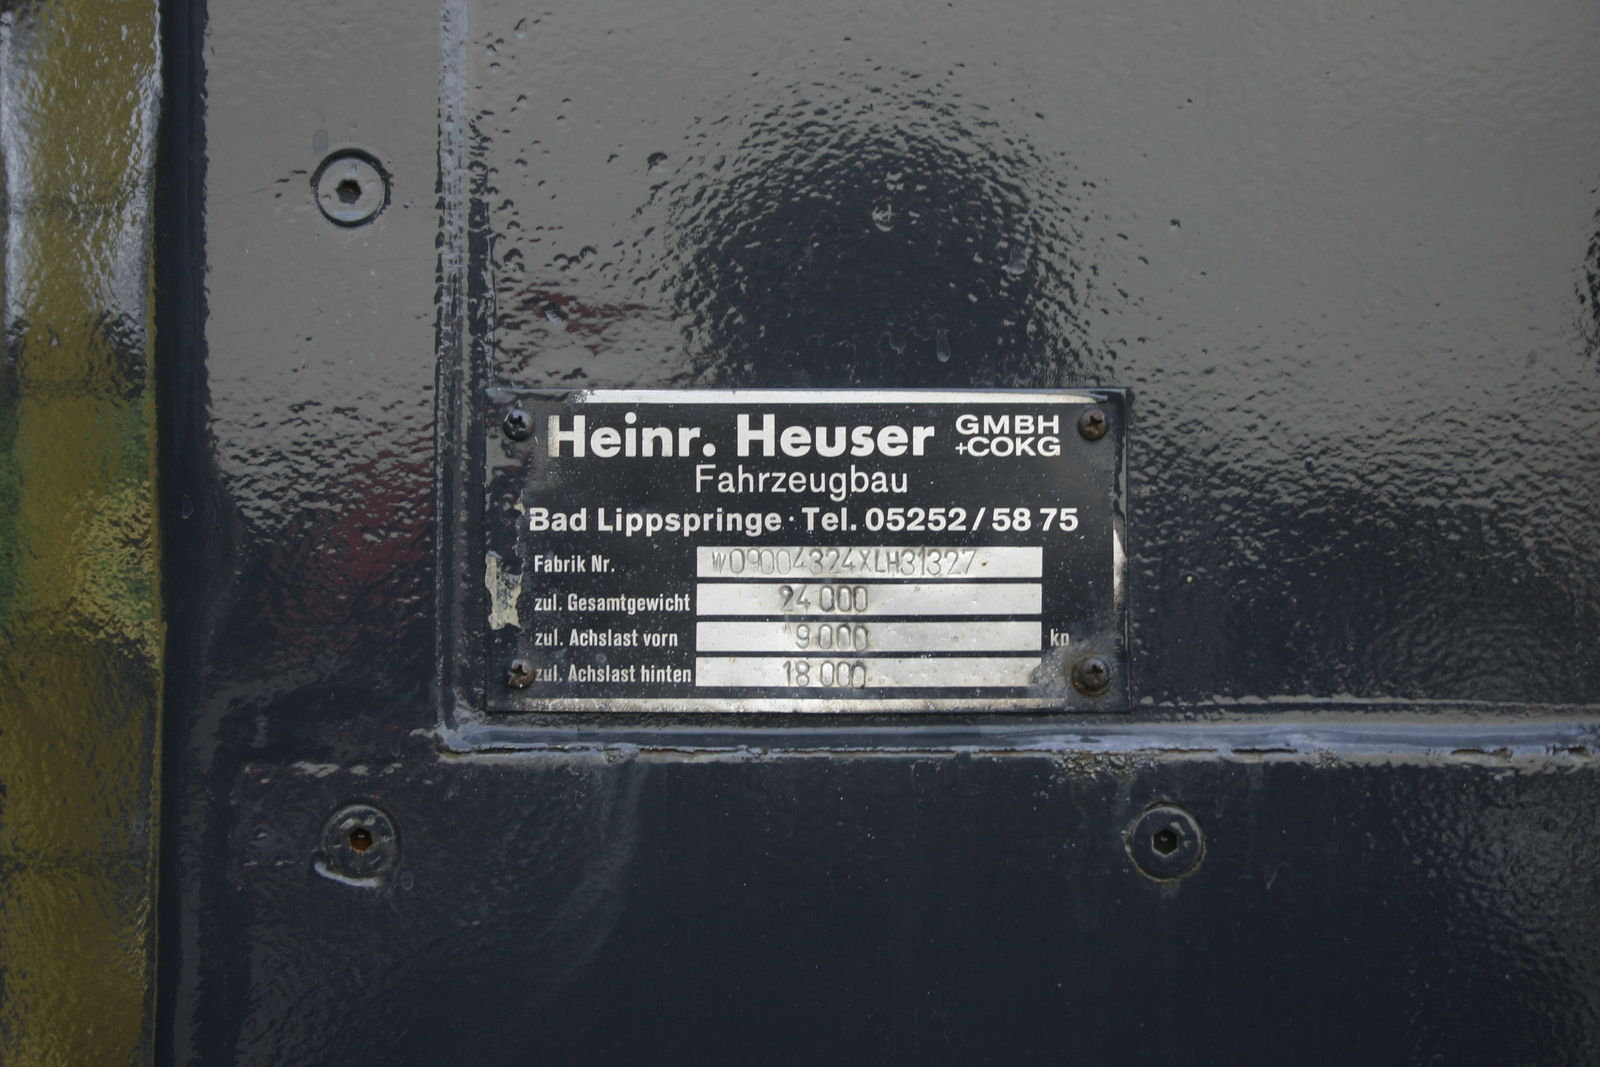 Heinr. Heuser GMBH +COKG
Fahrzeugbau
Bad Lippspringe · Tel. 05252/58 75
Fabrik Nr. W09004324XLH31327
zul. Gesamtgewicht 24 000
zul. Achslast vorn 9 000 kp
zul. Achslast hinten 18 000